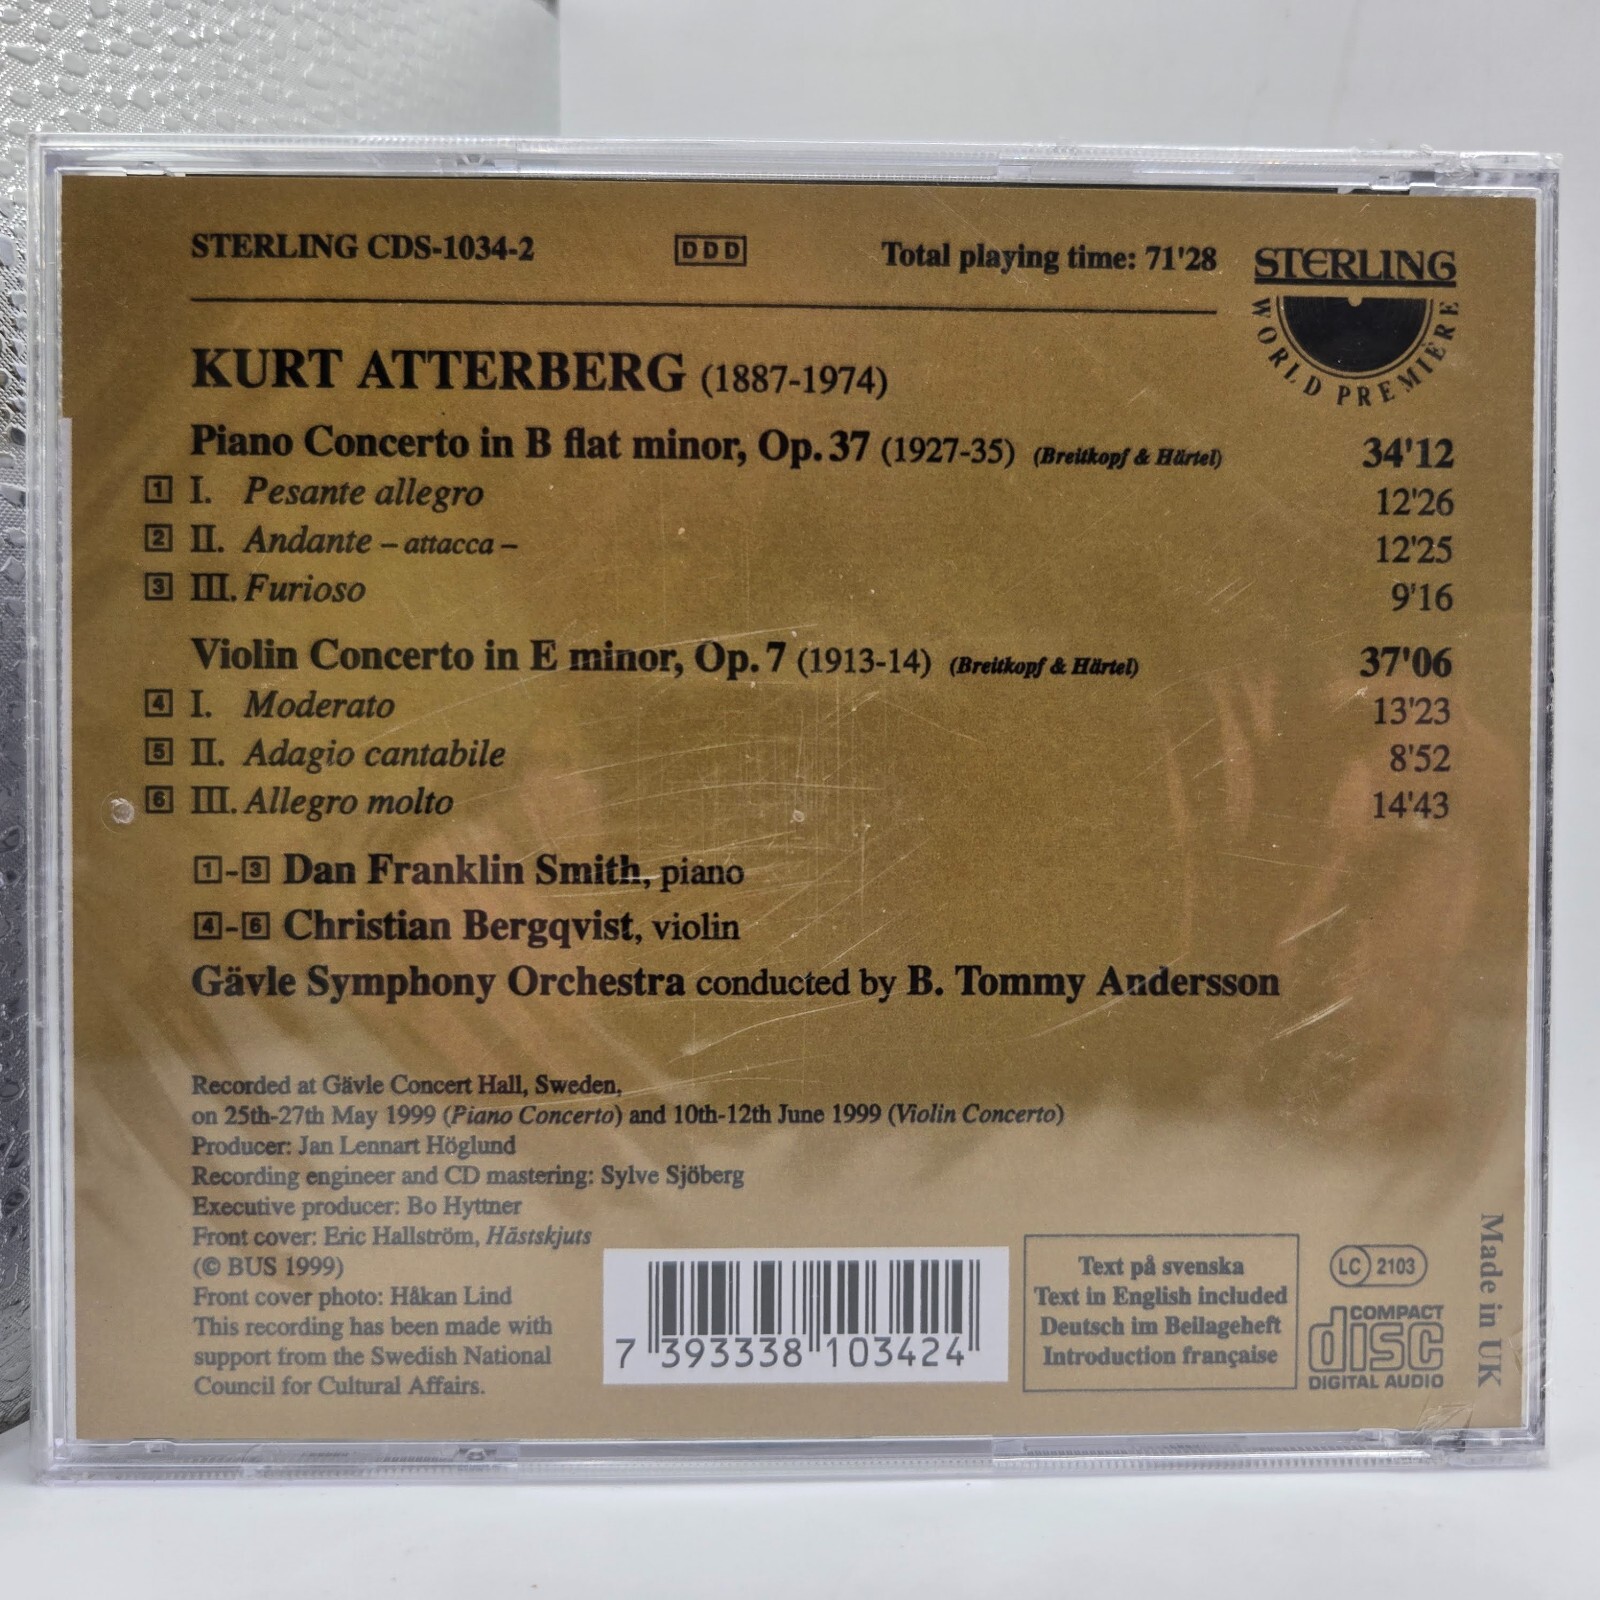 STERLING CDS-1034-2 DDD Total playing time: 71'28
STERLING
WORLD PREMIÈRE
KURT ATTERBERG (1887-1974)
Piano Concerto in B flat minor, Op. 37 (1927-35) (Breitkopf & Härtel) 34'12
1 I. Pesante allegro 12'26
2 II. Andante – attacca – 12'25
3 III. Furioso 9'16
Violin Concerto in E minor, Op. 7 (1913-14) (Breitkopf & Härtel) 37'06
4 I. Moderato 13'23
5 II. Adagio cantabile 8'52
6 III. Allegro molto 14'43
1-3 Dan Franklin Smith, piano
4-6 Christian Bergqvist, violin
Gävle Symphony Orchestra conducted by B. Tommy Andersson
Recorded at Gävle Concert Hall, Sweden,
on 25th-27th May 1999 (Piano Concerto) and 10th-12th June 1999 (Violin Concerto)
Producer: Jan Lennart Höglund
Recording engineer and CD mastering: Sylve Sjöberg
Executive producer: Bo Hyttner
Front cover: Eric Hallström, Hästskjuts
(© BUS 1999)
Front cover photo: Håkan Lind
This recording has been made with
support from the Swedish National
Council for Cultural Affairs.
7 393338 103424
Text på svenska
Text in English included
Deutsch im Beilageheft
Introduction française
LC 2103
COMPACT
disc
DIGITAL AUDIO
Made in UK